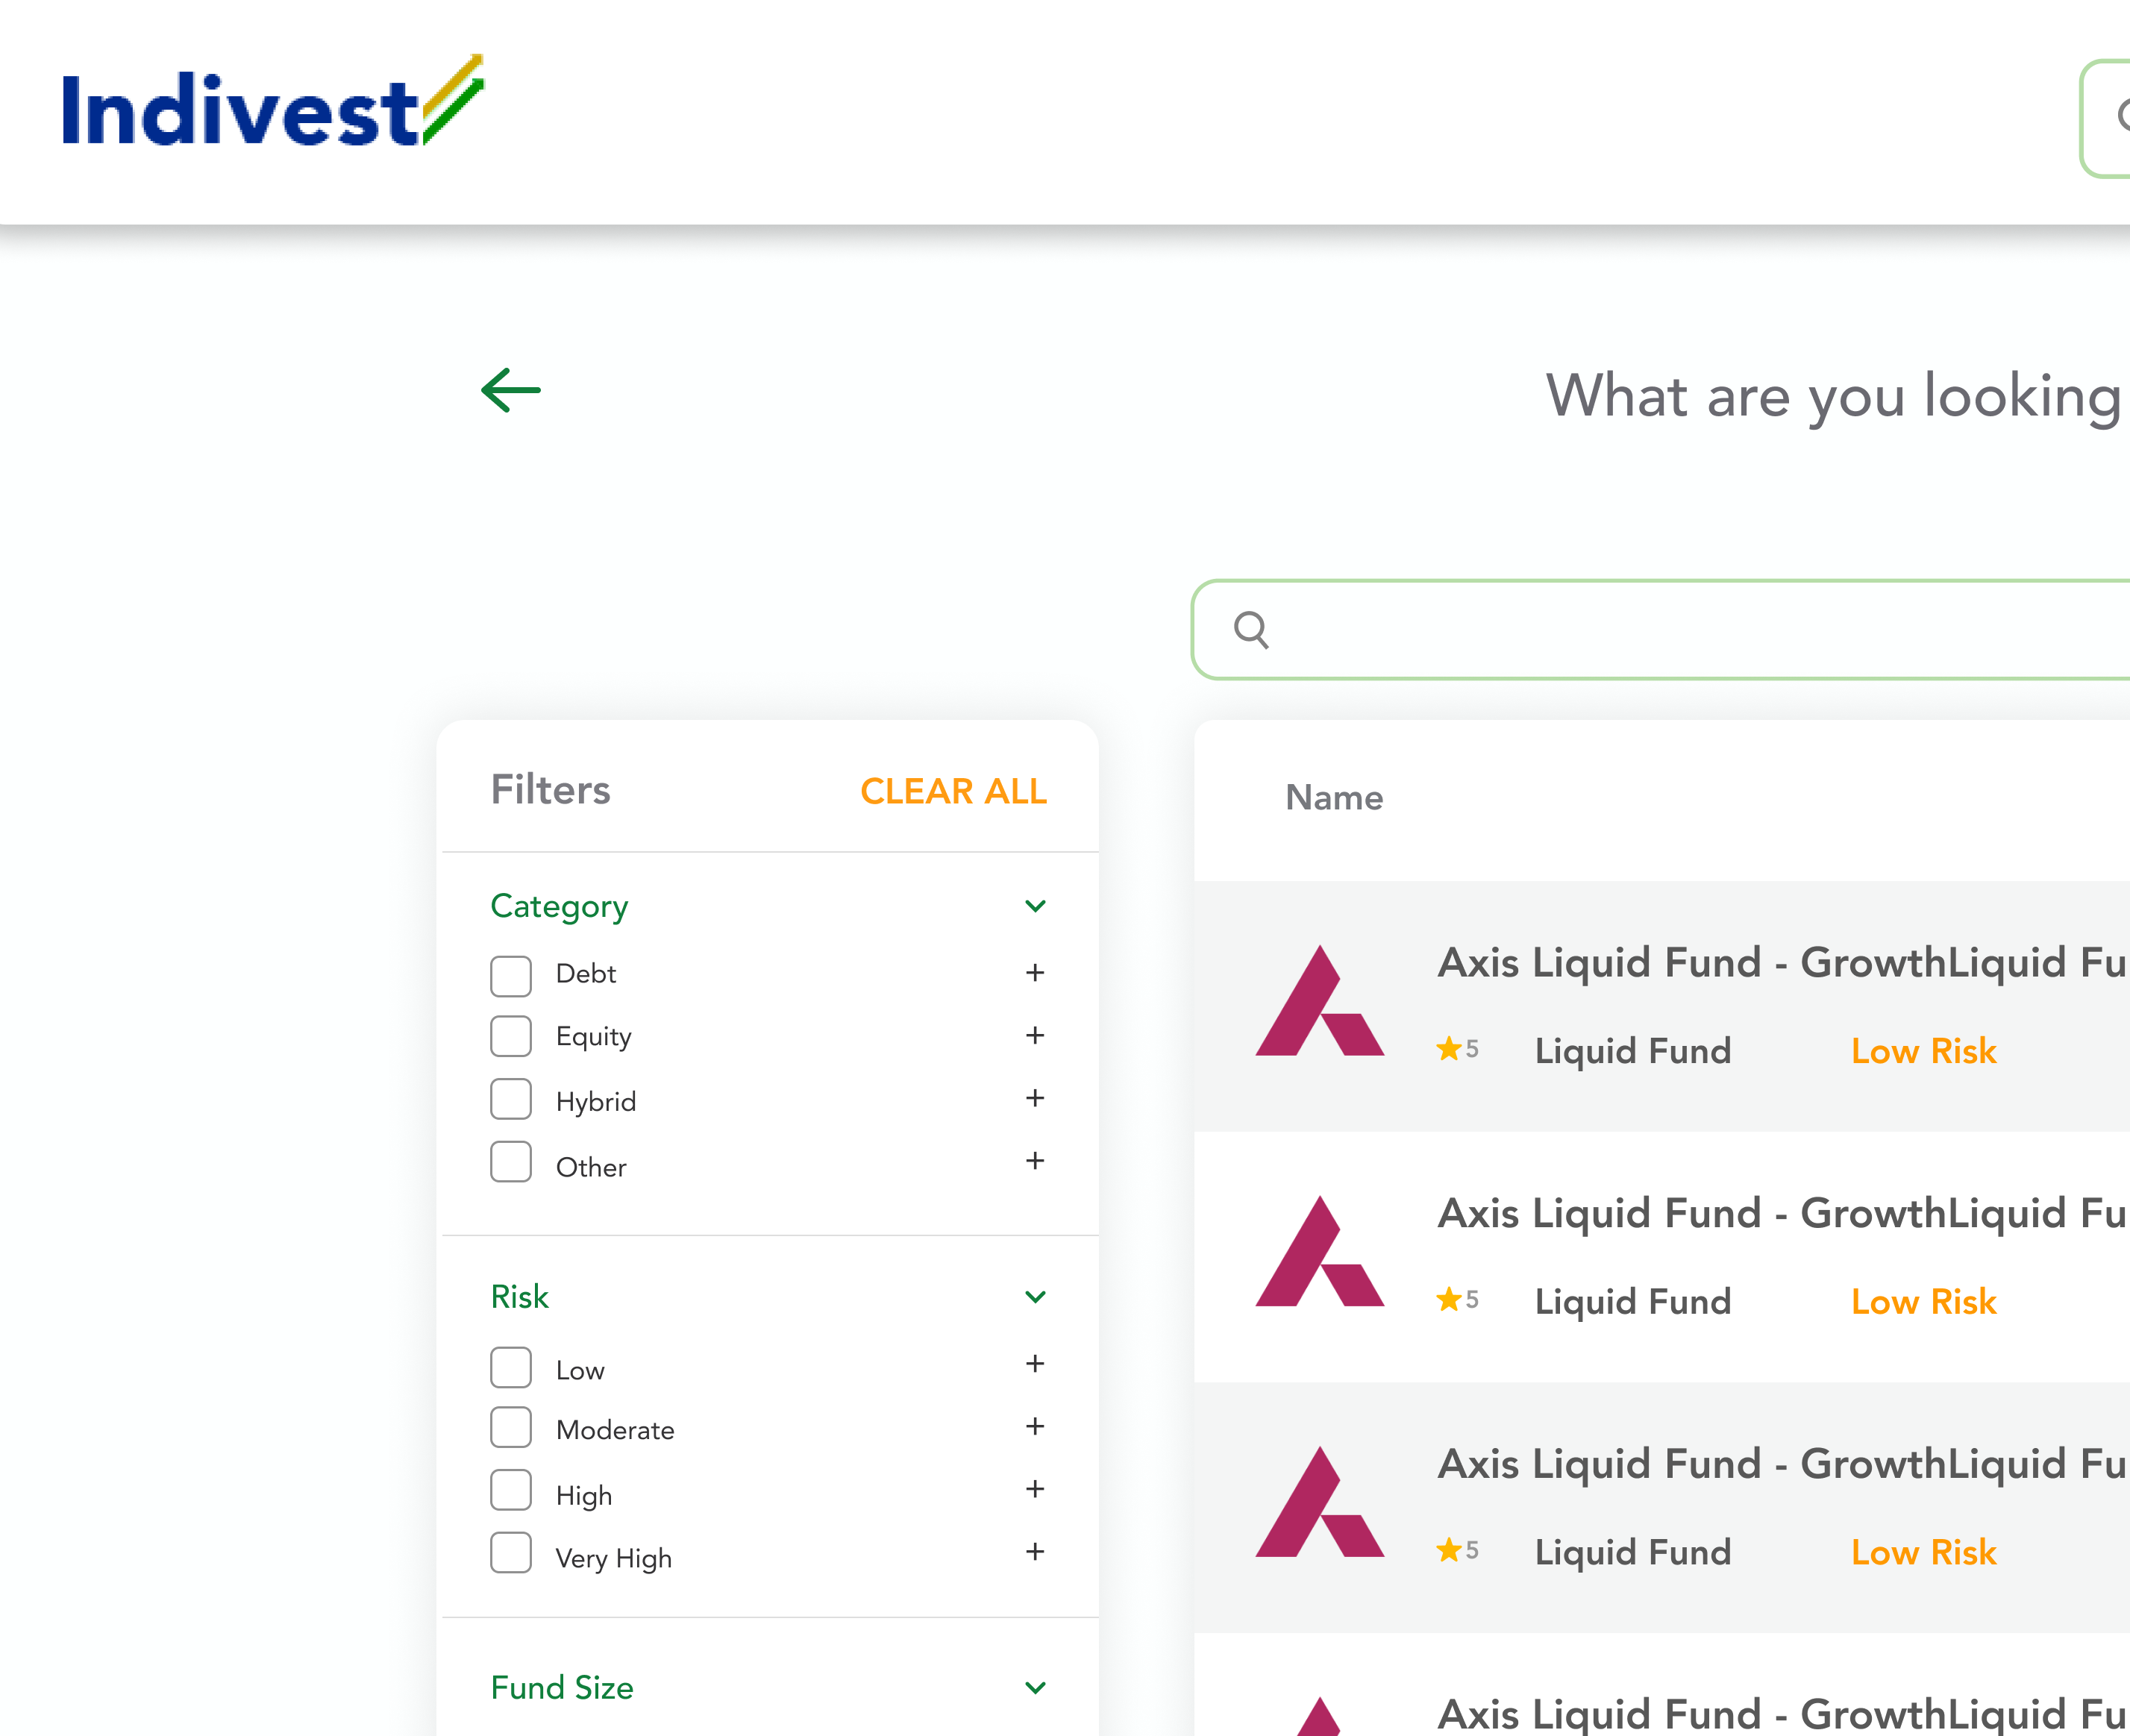 Indivest
What are you looking
Filters
CLEAR ALL
Category
Debt
+
Equity
+
Hybrid
+
Other
+
Risk
Low
+
Moderate
+
High
+
Very High
+
Fund Size
Name
Axis Liquid Fund - GrowthLiquid Fu
5 Liquid Fund Low Risk
Axis Liquid Fund - GrowthLiquid Fu
5 Liquid Fund Low Risk
Axis Liquid Fund - GrowthLiquid Fu
5 Liquid Fund Low Risk
Axis Liquid Fund - GrowthLiquid Fu